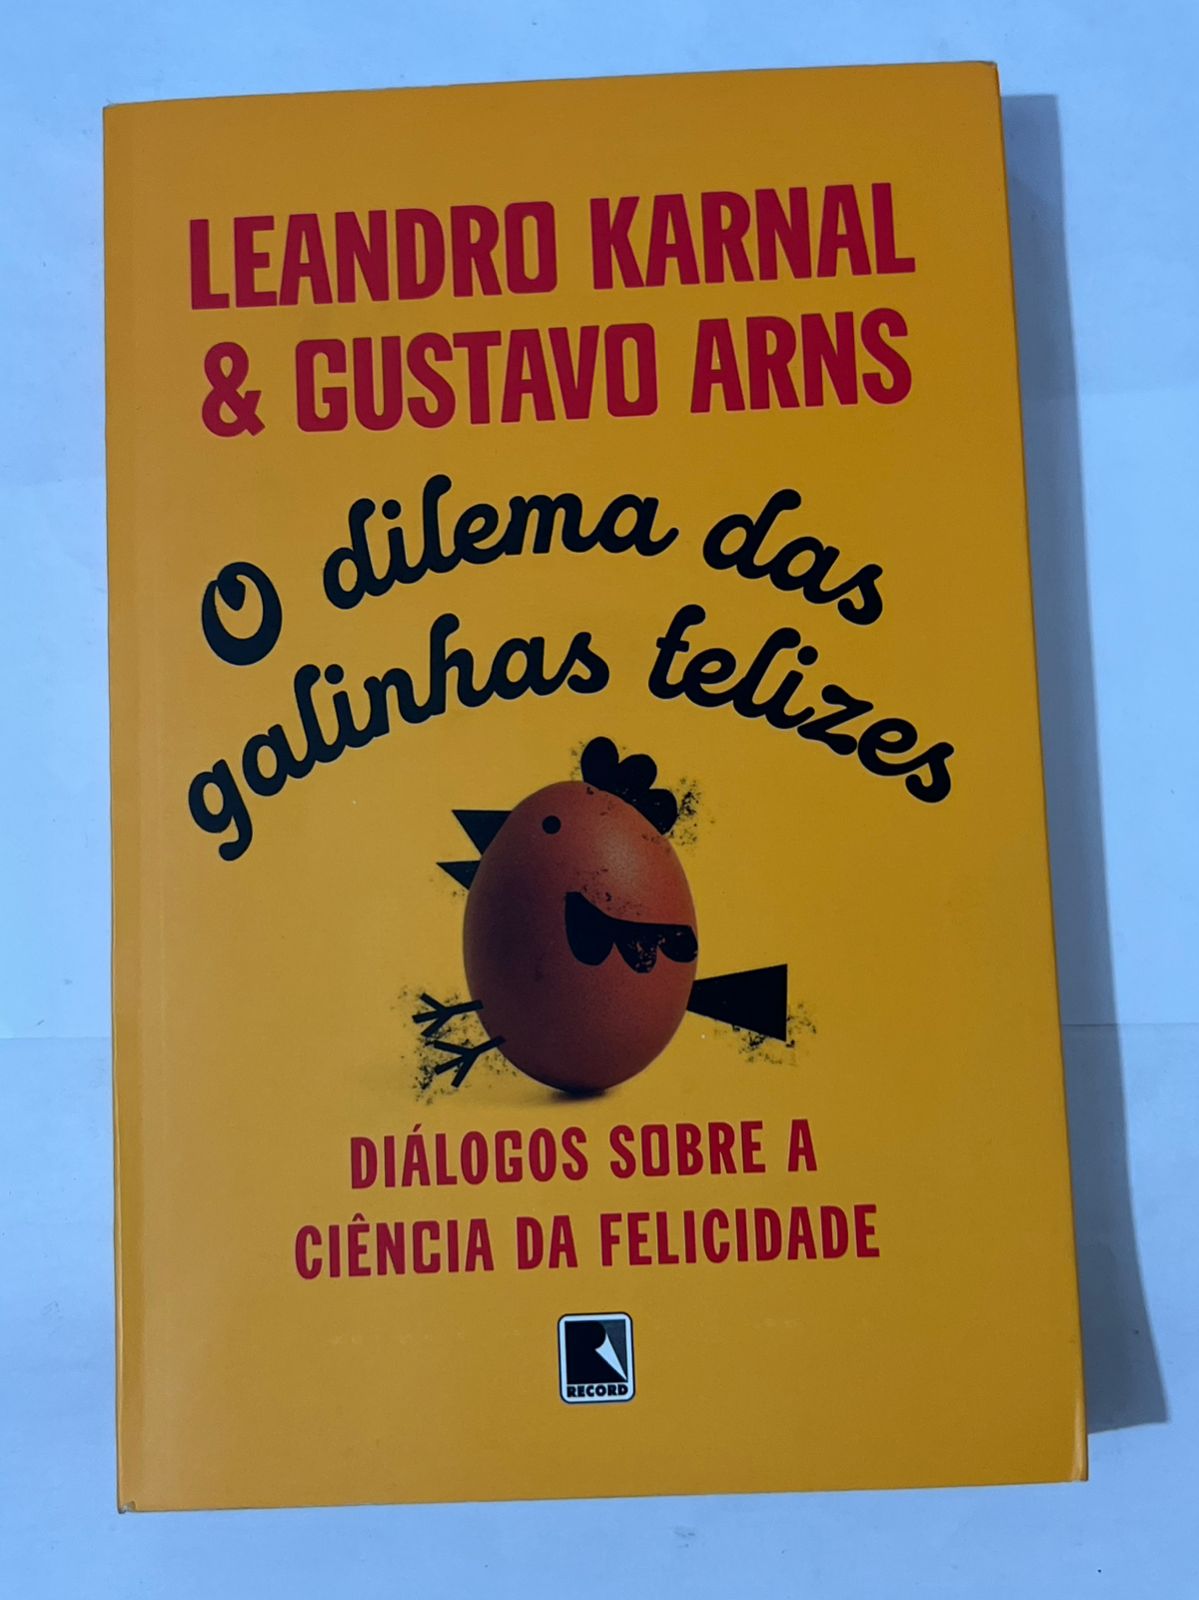 LEANDRO KARNAL
& GUSTAVO ARNS
O dilema das
galinhas felizes
DIÁLOGOS SOBRE A
CIÊNCIA DA FELICIDADE
RECORD